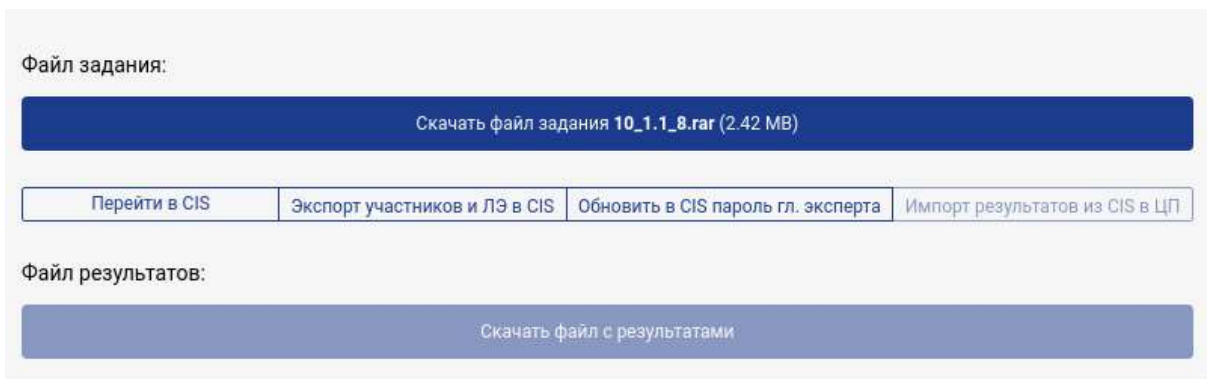 Файл задания:
Скачать файл задания 10_1.1_8.rar (2.42 MB)
Перейти в CIS
Экспорт участников и ЛЭ в CIS
Обновить в CIS пароль гл. эксперта
Импорт результатов из CIS в ЦП
Файл результатов:
Скачать файл с результатами